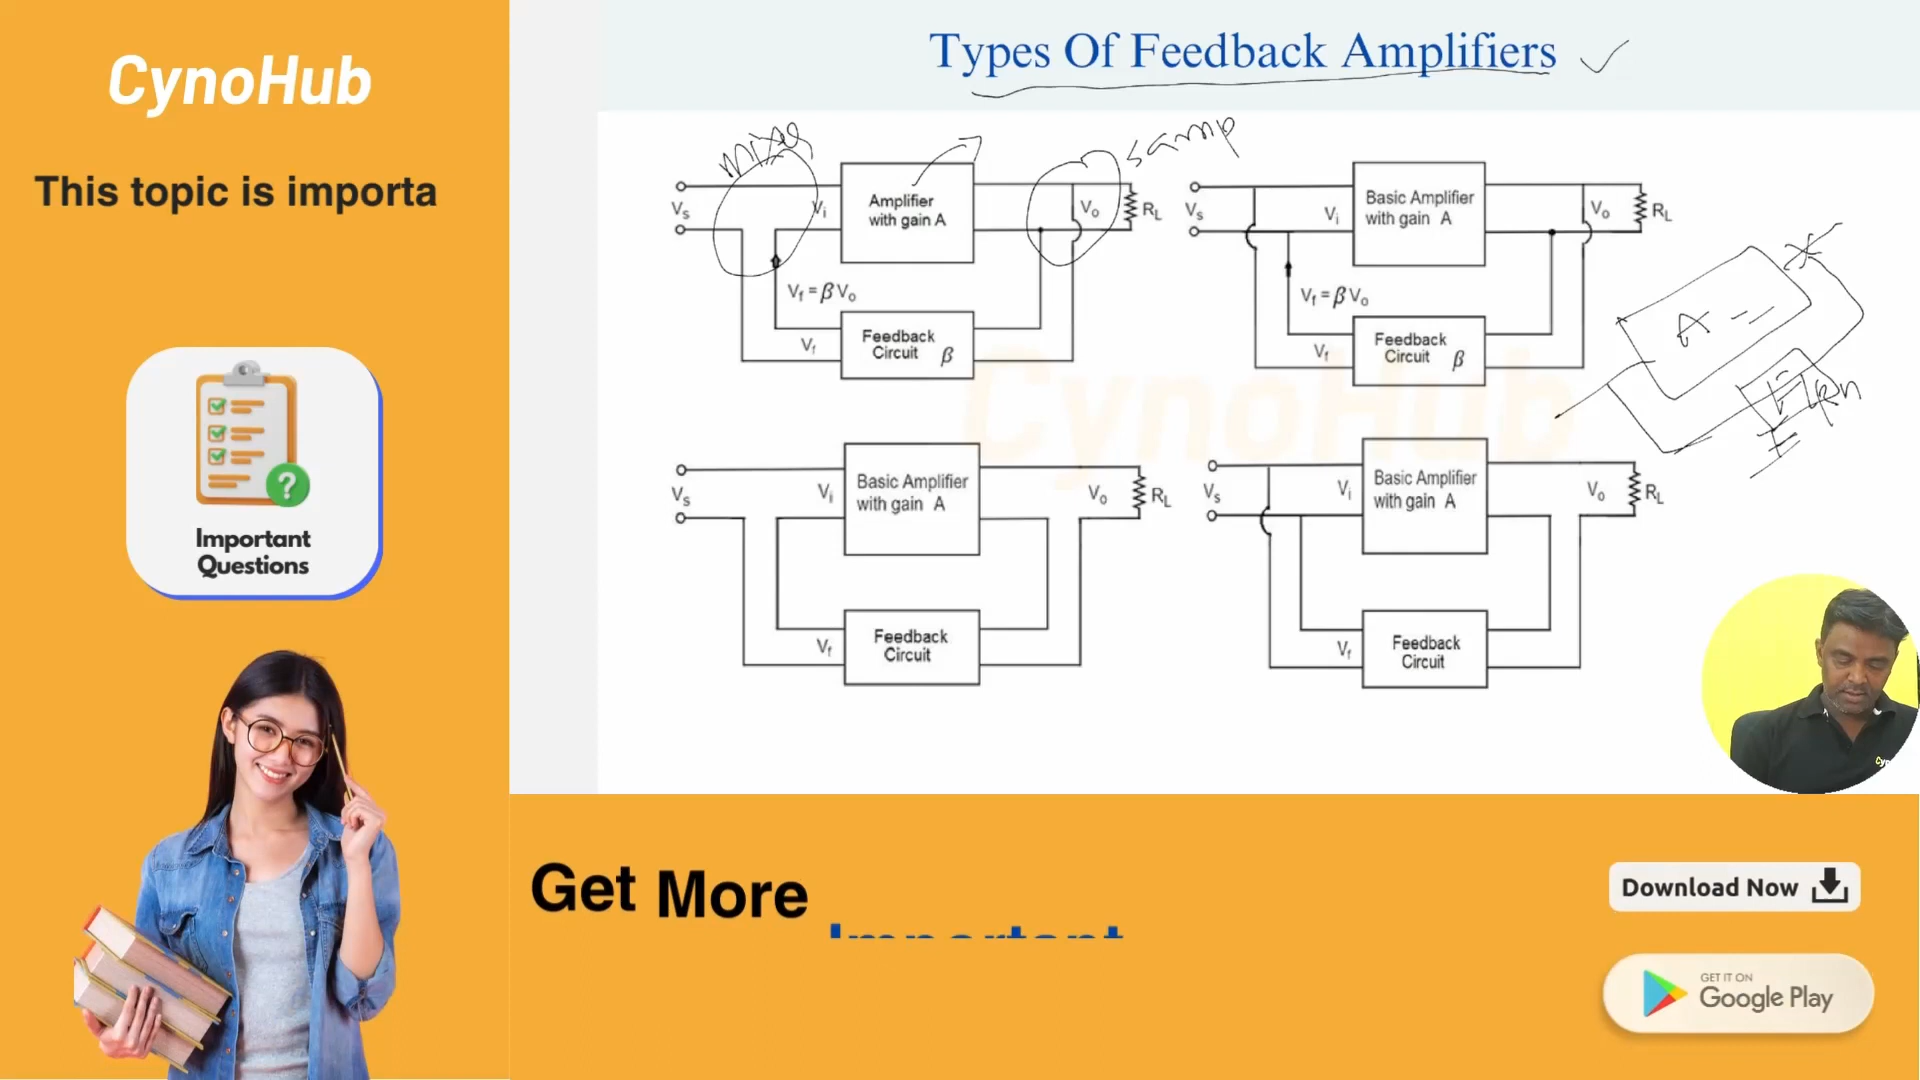 CynoHub
This topic is importa
Important
Questions
Types Of Feedback Amplifiers
samp
Vs
Vi
Amplifier
with gain A
Vo
RL
Vf = βVo
Vf
Feedback
Circuit β
Vs
Vi
Basic Amplifier
with gain A
Vo
RL
Vf = βVo
Vf
Feedback
Circuit β
A
CynoHub
Vs
Vi
Basic Amplifier
with gain A
Vo
RL
Vf
Feedback
Circuit
Vs
Vi
Basic Amplifier
with gain A
Vo
RL
Vf
Feedback
Circuit
Get More
Important
Download Now
GET IT ON
Google Play